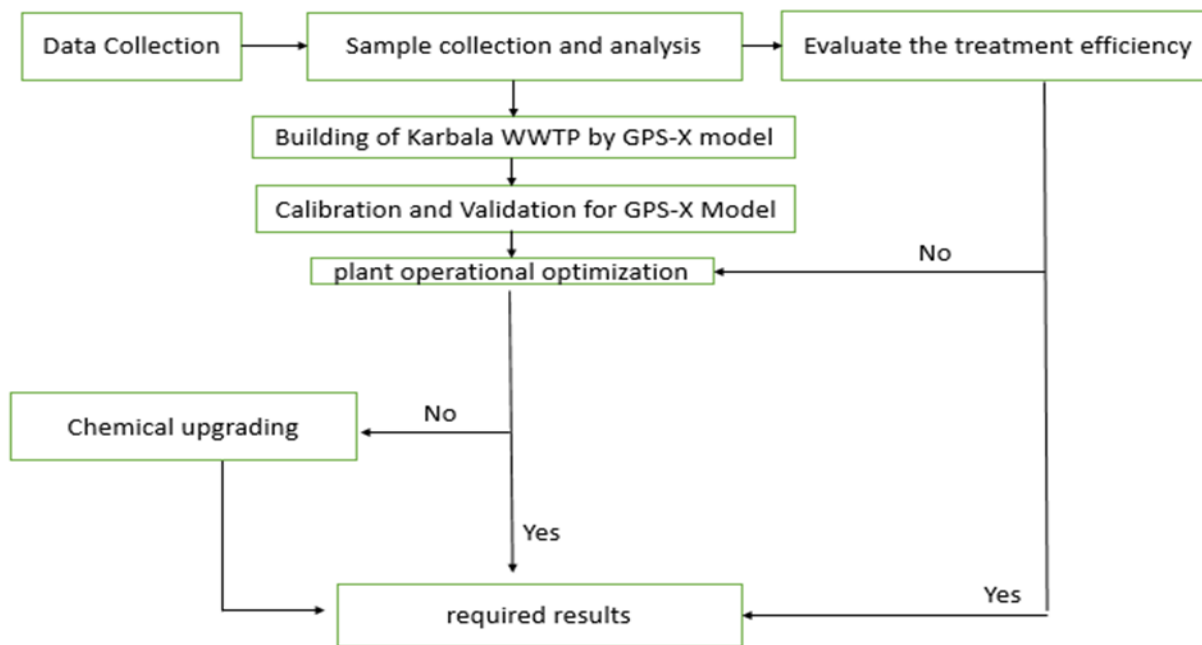 Data Collection
Sample collection and analysis
Evaluate the treatment efficiency
Building of Karbala WWTP by GPS-X model
Calibration and Validation for GPS-X Model
plant operational optimization
No
No
Chemical upgrading
Yes
Yes
required results